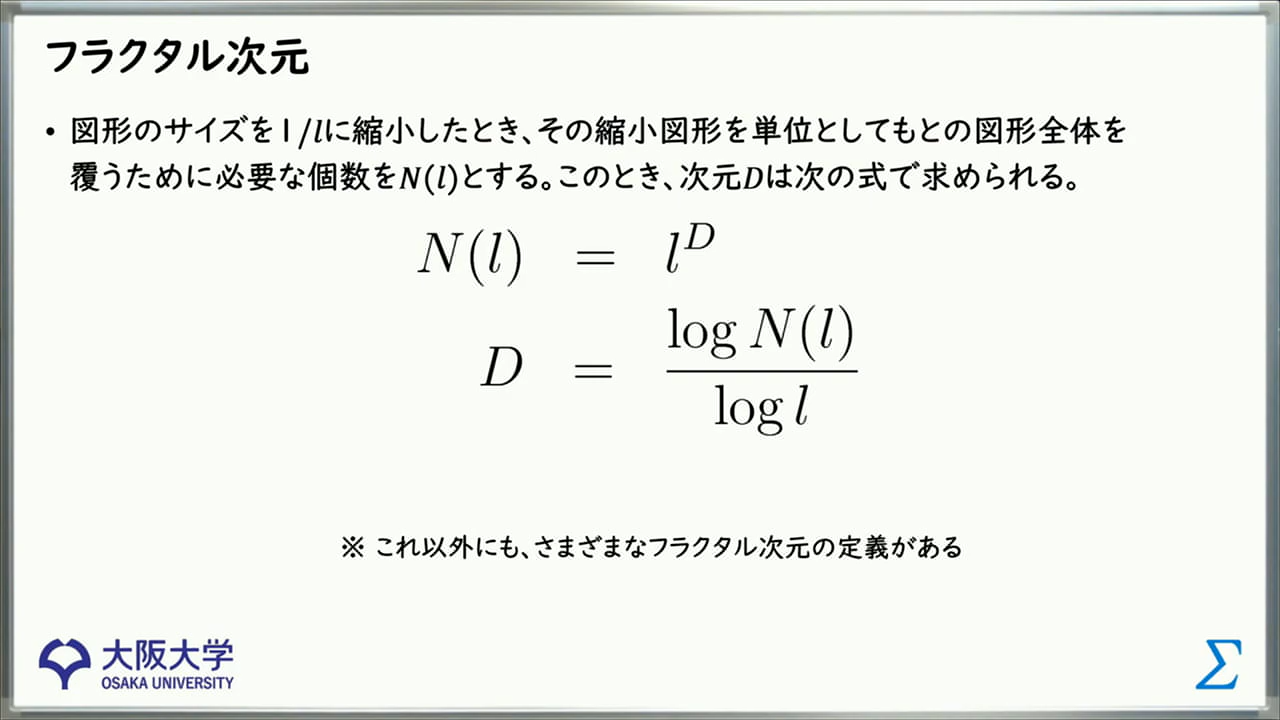 フラクタル次元
• 図形のサイズを1/lに縮小したとき、その縮小図形を単位としてもとの図形全体を
覆うために必要な個数をN(l)とする。このとき、次元Dは次の式で求められる。
N(l) = l^D
D = log N(l) / log l
※ これ以外にも、さまざまなフラクタル次元の定義がある
大阪大学
OSAKA UNIVERSITY
Σ